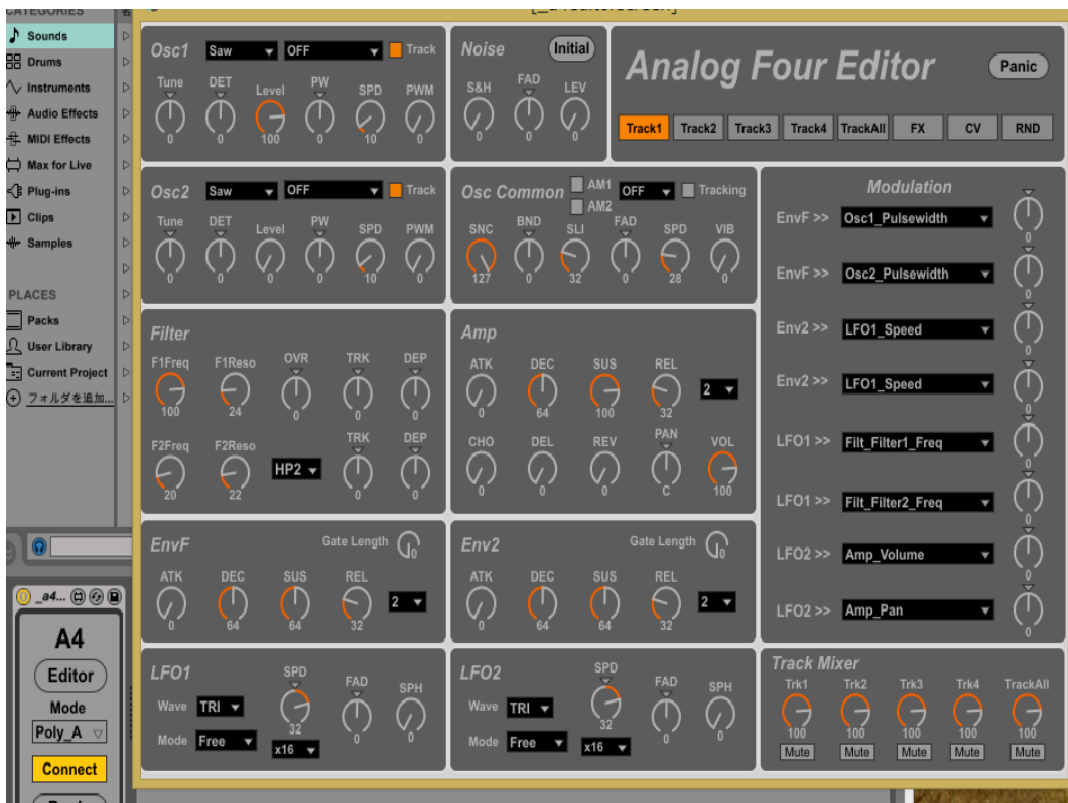 CATEGORIES
Sounds
Drums
Instruments
Audio Effects
MIDI Effects
Max for Live
Plug-ins
Clips
Samples
PLACES
Packs
User Library
Current Project
フォルダを追加...
_a4...
A4
Editor
Mode
Poly_A
Connect
Osc1 Saw OFF Track
Tune DET Level PW SPD PWM
0 0 100 0 10 0
Noise Initial
S&H FAD LEV
0 0 0
Analog Four Editor Panic
Track1 Track2 Track3 Track4 TrackAll FX CV RND
Osc2 Saw OFF Track
Tune DET Level PW SPD PWM
0 0 0 0 10 0
Osc Common AM1 OFF Tracking
AM2
SNC BND SLI FAD SPD VIB
127 0 32 0 28 0
Modulation
EnvF >> Osc1_Pulsewidth 0
EnvF >> Osc2_Pulsewidth 0
Env2 >> LFO1_Speed 0
Env2 >> LFO1_Speed 0
LFO1 >> Filt_Filter1_Freq 0
LFO1 >> Filt_Filter2_Freq 0
LFO2 >> Amp_Volume 0
LFO2 >> Amp_Pan 0
Filter
F1Freq F1Reso OVR TRK DEP
100 24 0 0 0
F2Freq F2Reso HP2 TRK DEP
20 22 0 0
Amp
ATK DEC SUS REL 2
0 64 100 32
CHO DEL REV PAN VOL
0 0 0 C 100
EnvF Gate Length 0
ATK DEC SUS REL 2
0 64 64 32
Env2 Gate Length 0
ATK DEC SUS REL 2
0 64 64 32
LFO1 SPD FAD SPH
Wave TRI 32 0 0
Mode Free x16
LFO2 SPD FAD SPH
Wave TRI 32 0 0
Mode Free x16
Track Mixer
Trk1 Trk2 Trk3 Trk4 TrackAll
100 100 100 100 100
Mute Mute Mute Mute Mute